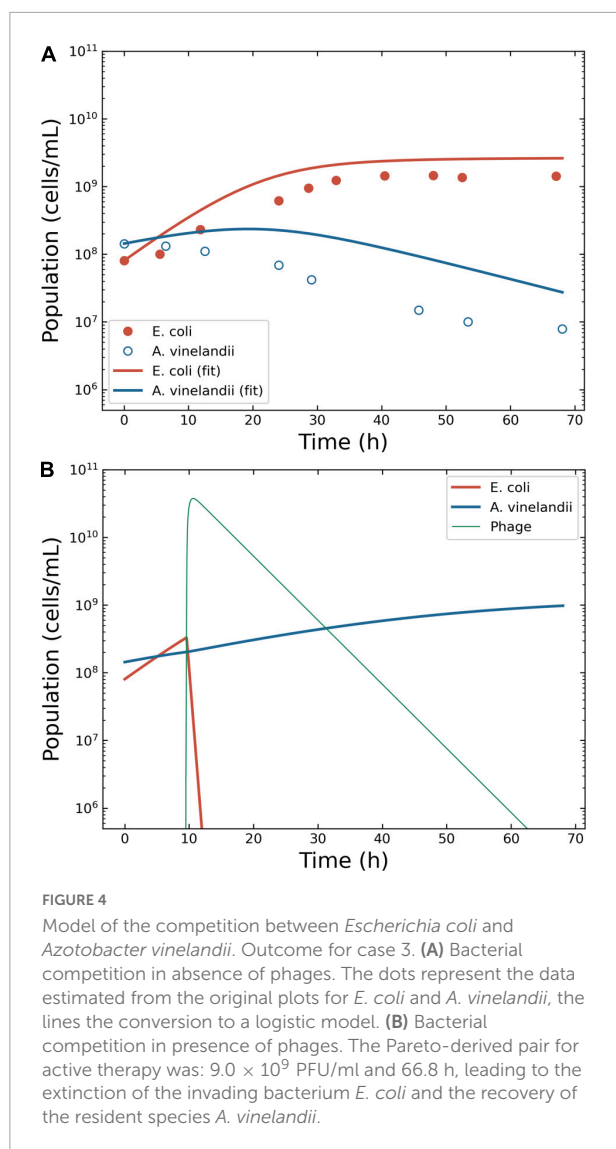 A
10¹¹
10¹⁰
10⁹
10⁸
10⁷
10⁶
Population (cells/mL)
E. coli
A. vinelandii
E. coli (fit)
A. vinelandii (fit)
0 10 20 30 40 50 60 70
Time (h)
B
10¹¹
10¹⁰
10⁹
10⁸
10⁷
10⁶
Population (cells/mL)
E. coli
A. vinelandii
Phage
0 10 20 30 40 50 60 70
Time (h)
FIGURE 4
Model of the competition between Escherichia coli and
Azotobacter vinelandii. Outcome for case 3. (A) Bacterial
competition in absence of phages. The dots represent the data
estimated from the original plots for E. coli and A. vinelandii, the
lines the conversion to a logistic model. (B) Bacterial
competition in presence of phages. The Pareto-derived pair for
active therapy was: 9.0 × 10⁹ PFU/ml and 66.8 h, leading to the
extinction of the invading bacterium E. coli and the recovery of
the resident species A. vinelandii.